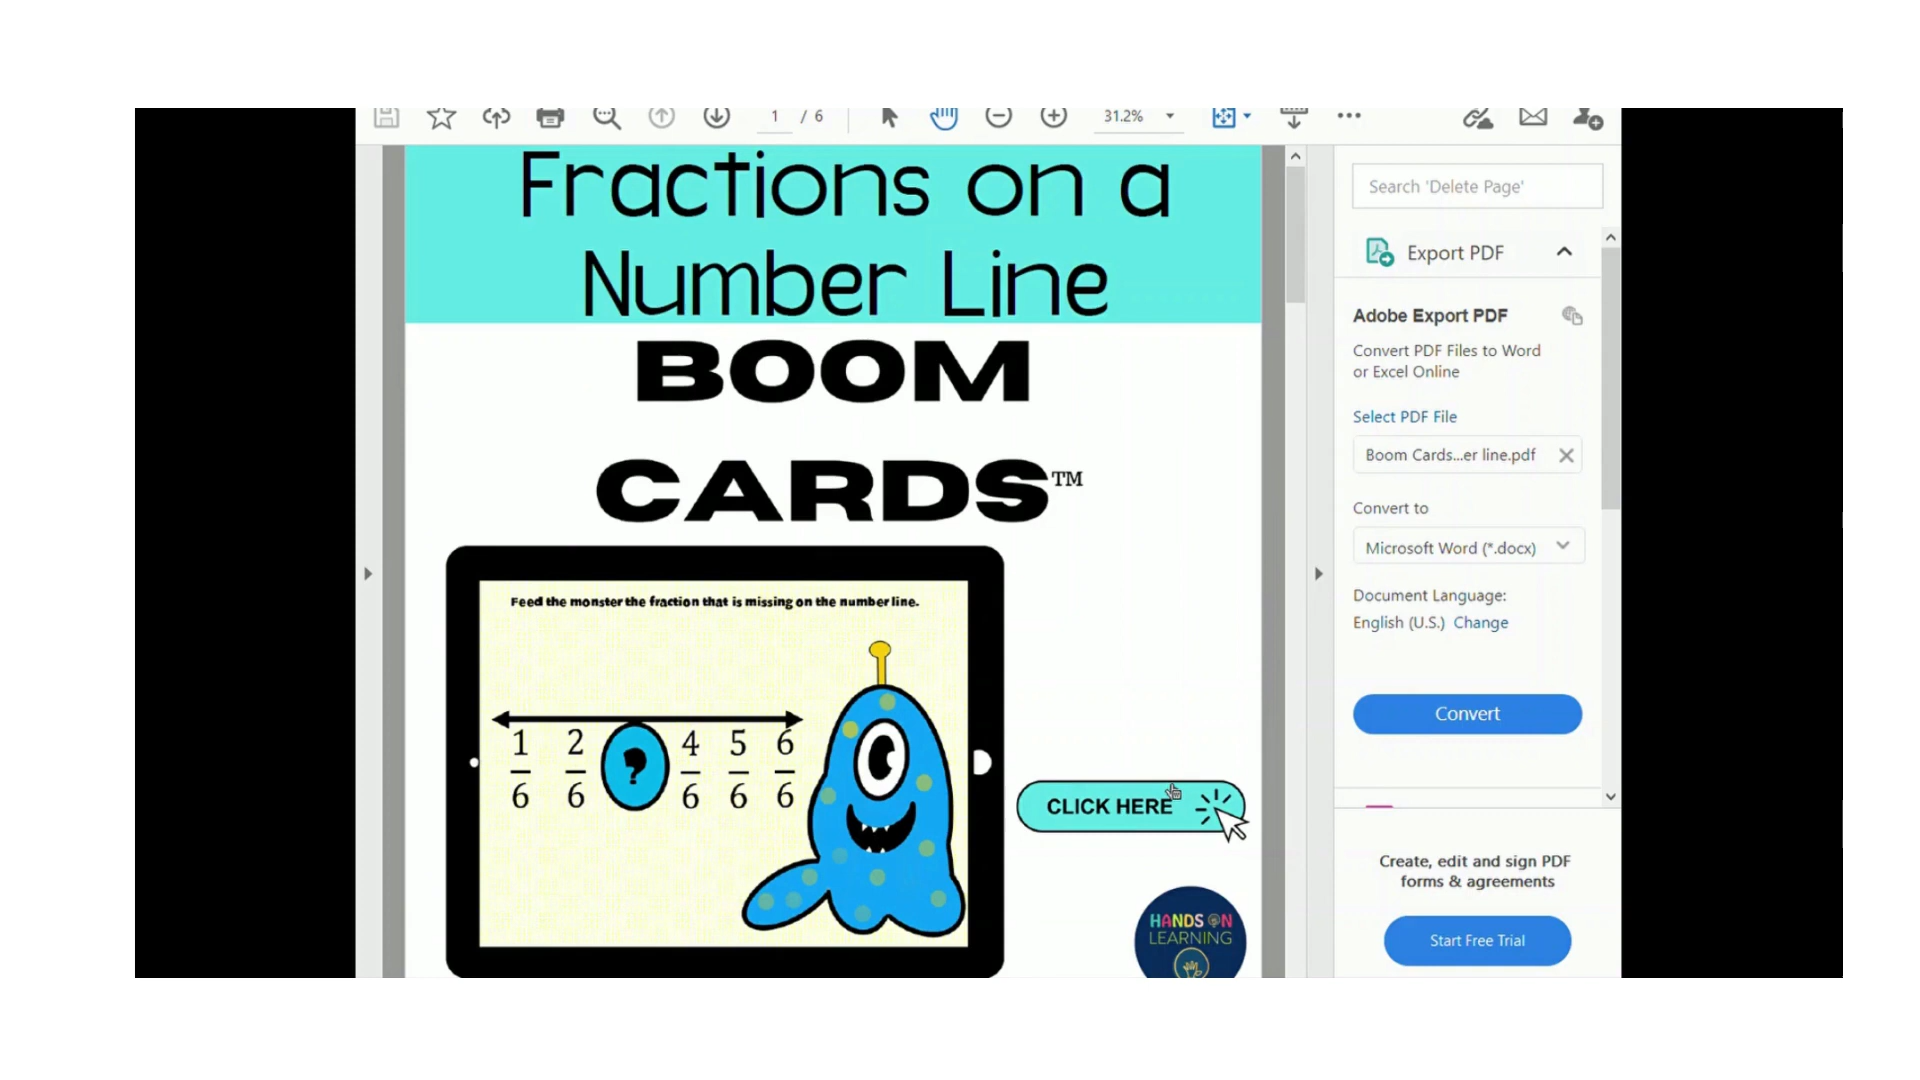 1 / 6
31.2%
Fractions on a
Number Line
BOOM
CARDS™
Feed the monster the fraction that is missing on the number line.
1 2 4 5 6
?
6 6 6 6 6
CLICK HERE
HANDS ON
LEARNING
Search 'Delete Page'
Export PDF
Adobe Export PDF
Convert PDF Files to Word
or Excel Online
Select PDF File
Boom Cards...er line.pdf
Convert to
Microsoft Word (*.docx)
Document Language:
English (U.S.) Change
Convert
Create, edit and sign PDF
forms & agreements
Start Free Trial